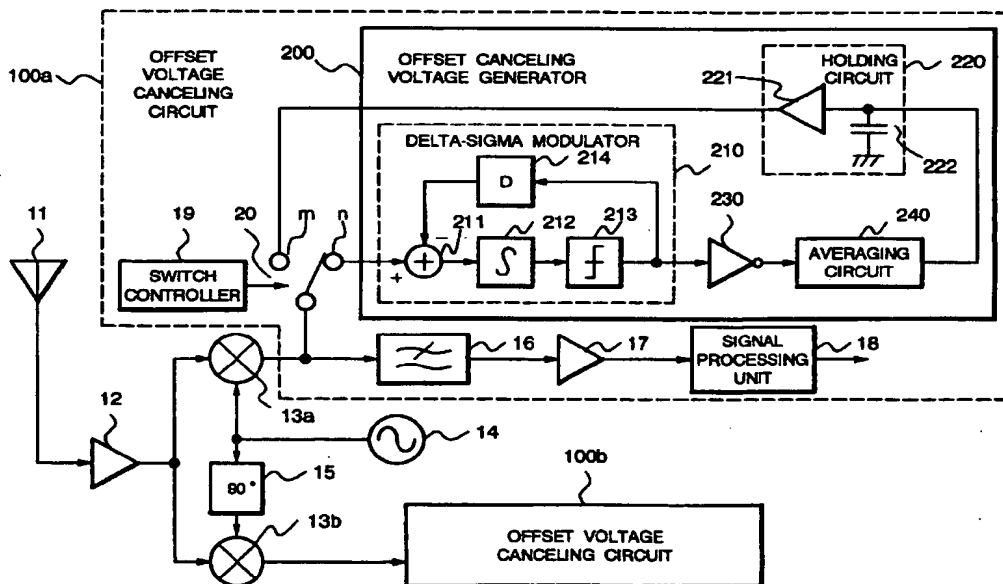 100a
OFFSET
VOLTAGE
CANCELING
CIRCUIT
200
OFFSET CANCELING
VOLTAGE GENERATOR
221
HOLDING
CIRCUIT
220
222
DELTA-SIGMA MODULATOR
214
210
D
230
240
11
19
20
m
n
211
212
213
−
+
+
∫
AVERAGING
CIRCUIT
SWITCH
CONTROLLER
16
17
SIGNAL
PROCESSING
UNIT
18
12
13a
14
15
90°
13b
100b
OFFSET VOLTAGE
CANCELING CIRCUIT